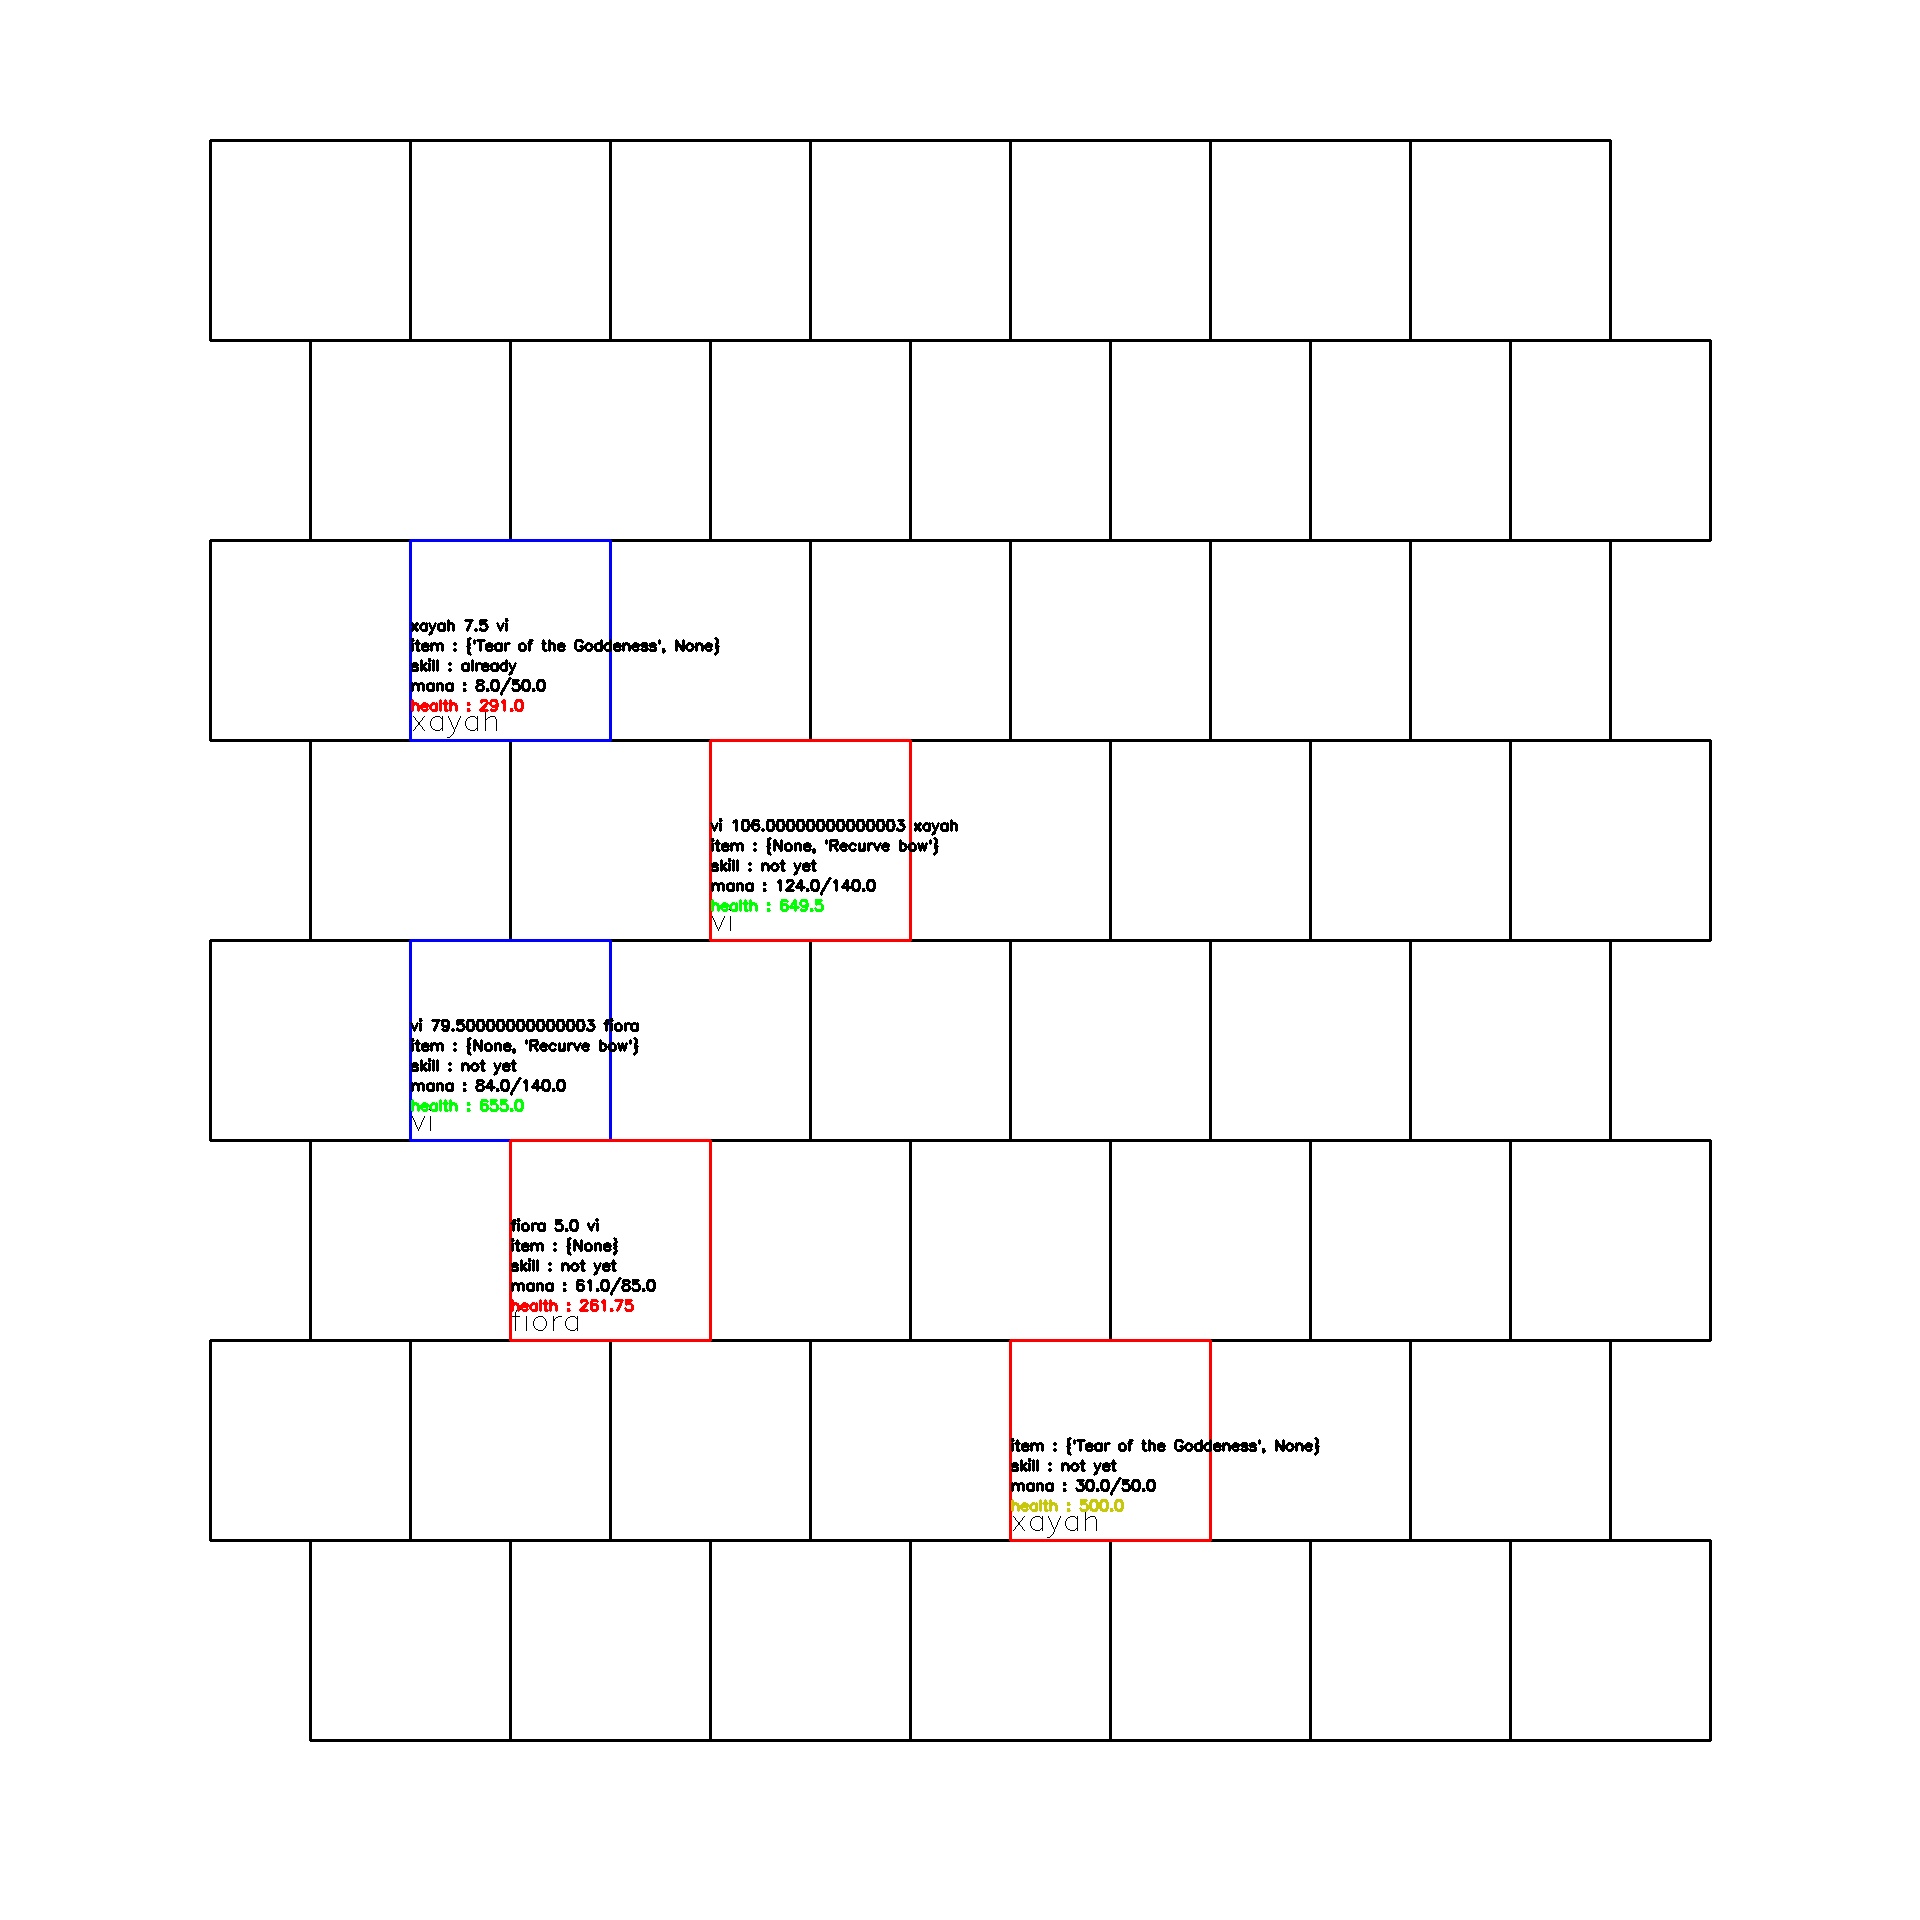 xayah 7.5 vi
item : {'Tear of the Goddeness', None}
skill : already
mana : 8.0/50.0
health : 291.0
xayah
vi 106.00000000000003 xayah
item : {None, 'Recurve bow'}
skill : not yet
mana : 124.0/140.0
health : 649.5
vi
vi 79.50000000000003 fiora
item : {None, 'Recurve bow'}
skill : not yet
mana : 84.0/140.0
health : 655.0
vi
fiora 5.0 vi
item : {None}
skill : not yet
mana : 61.0/85.0
health : 261.75
fiora
item : {'Tear of the Goddeness', None}
skill : not yet
mana : 30.0/50.0
health : 500.0
xayah